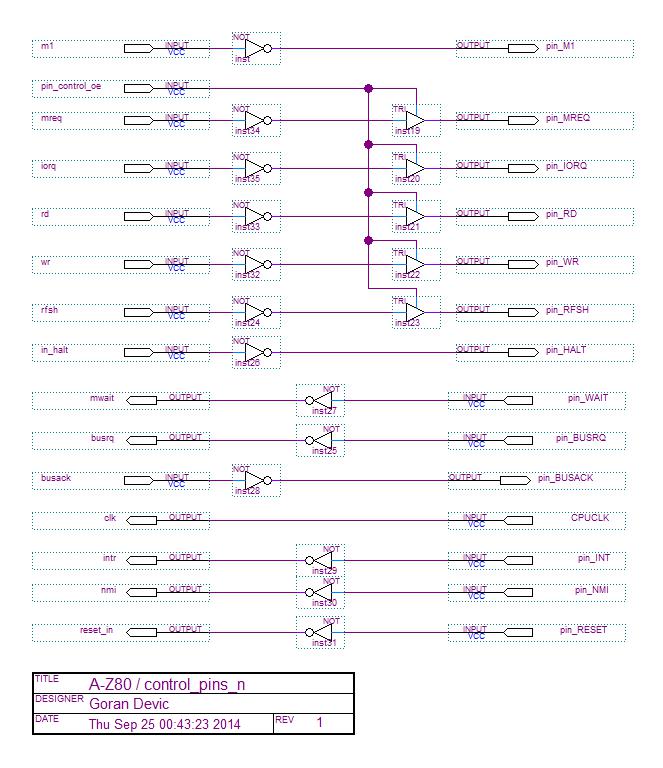 m1 INPUT VCC NOT inst OUTPUT pin_M1
pin_control_oe INPUT VCC
mreq INPUT VCC NOT inst34 TRI inst19 OUTPUT pin_MREQ
iorq INPUT VCC NOT inst35 TRI inst20 OUTPUT pin_IORQ
rd INPUT VCC NOT inst33 TRI inst21 OUTPUT pin_RD
wr INPUT VCC NOT inst32 TRI inst22 OUTPUT pin_WR
rfsh INPUT VCC NOT inst24 TRI inst23 OUTPUT pin_RFSH
in_halt INPUT VCC NOT inst26 OUTPUT pin_HALT
mwait OUTPUT NOT inst27 INPUT VCC pin_WAIT
busrq OUTPUT NOT inst25 INPUT VCC pin_BUSRQ
busack INPUT VCC NOT inst28 OUTPUT pin_BUSACK
clk OUTPUT INPUT VCC CPUCLK
intr OUTPUT NOT inst29 INPUT VCC pin_INT
nmi OUTPUT NOT inst30 INPUT VCC pin_NMI
reset_in OUTPUT NOT inst31 INPUT VCC pin_RESET
TITLE A-Z80 / control_pins_n
DESIGNER Goran Devic
DATE Thu Sep 25 00:43:23 2014 REV 1